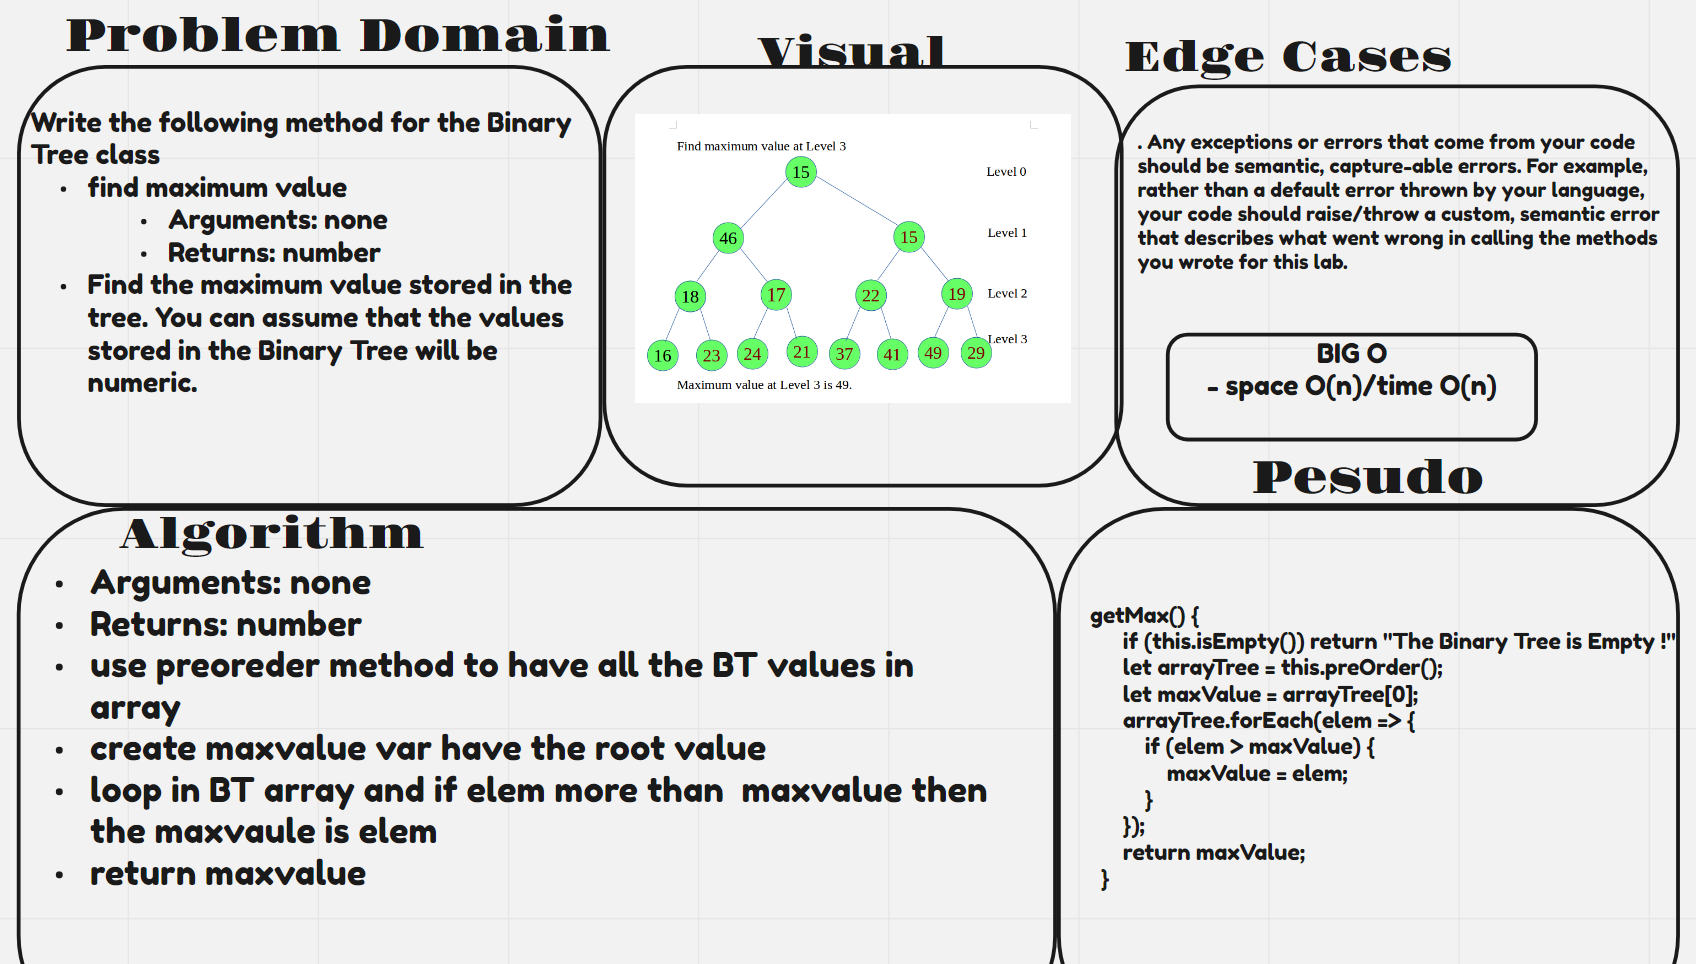 Problem Domain
Write the following method for the Binary
Tree class
• find maximum value
• Arguments: none
• Returns: number
• Find the maximum value stored in the
tree. You can assume that the values
stored in the Binary Tree will be
numeric.
Visual
Find maximum value at Level 3
15
Level 0
46
15
Level 1
18
17
22
19
Level 2
16
23
24
21
37
41
49
29
Level 3
Maximum value at Level 3 is 49.
Edge Cases
. Any exceptions or errors that come from your code
should be semantic, capture-able errors. For example,
rather than a default error thrown by your language,
your code should raise/throw a custom, semantic error
that describes what went wrong in calling the methods
you wrote for this lab.
BIG O
- space O(n)/time O(n)
Algorithm
• Arguments: none
• Returns: number
• use preoreder method to have all the BT values in
array
• create maxvalue var have the root value
• loop in BT array and if elem more than  maxvalue then
the maxvaule is elem
• return maxvalue
Pesudo
getMax() {
if (this.isEmpty()) return "The Binary Tree is Empty !"
let arrayTree = this.preOrder();
let maxValue = arrayTree[0];
arrayTree.forEach(elem => {
if (elem > maxValue) {
maxValue = elem;
}
});
return maxValue;
}